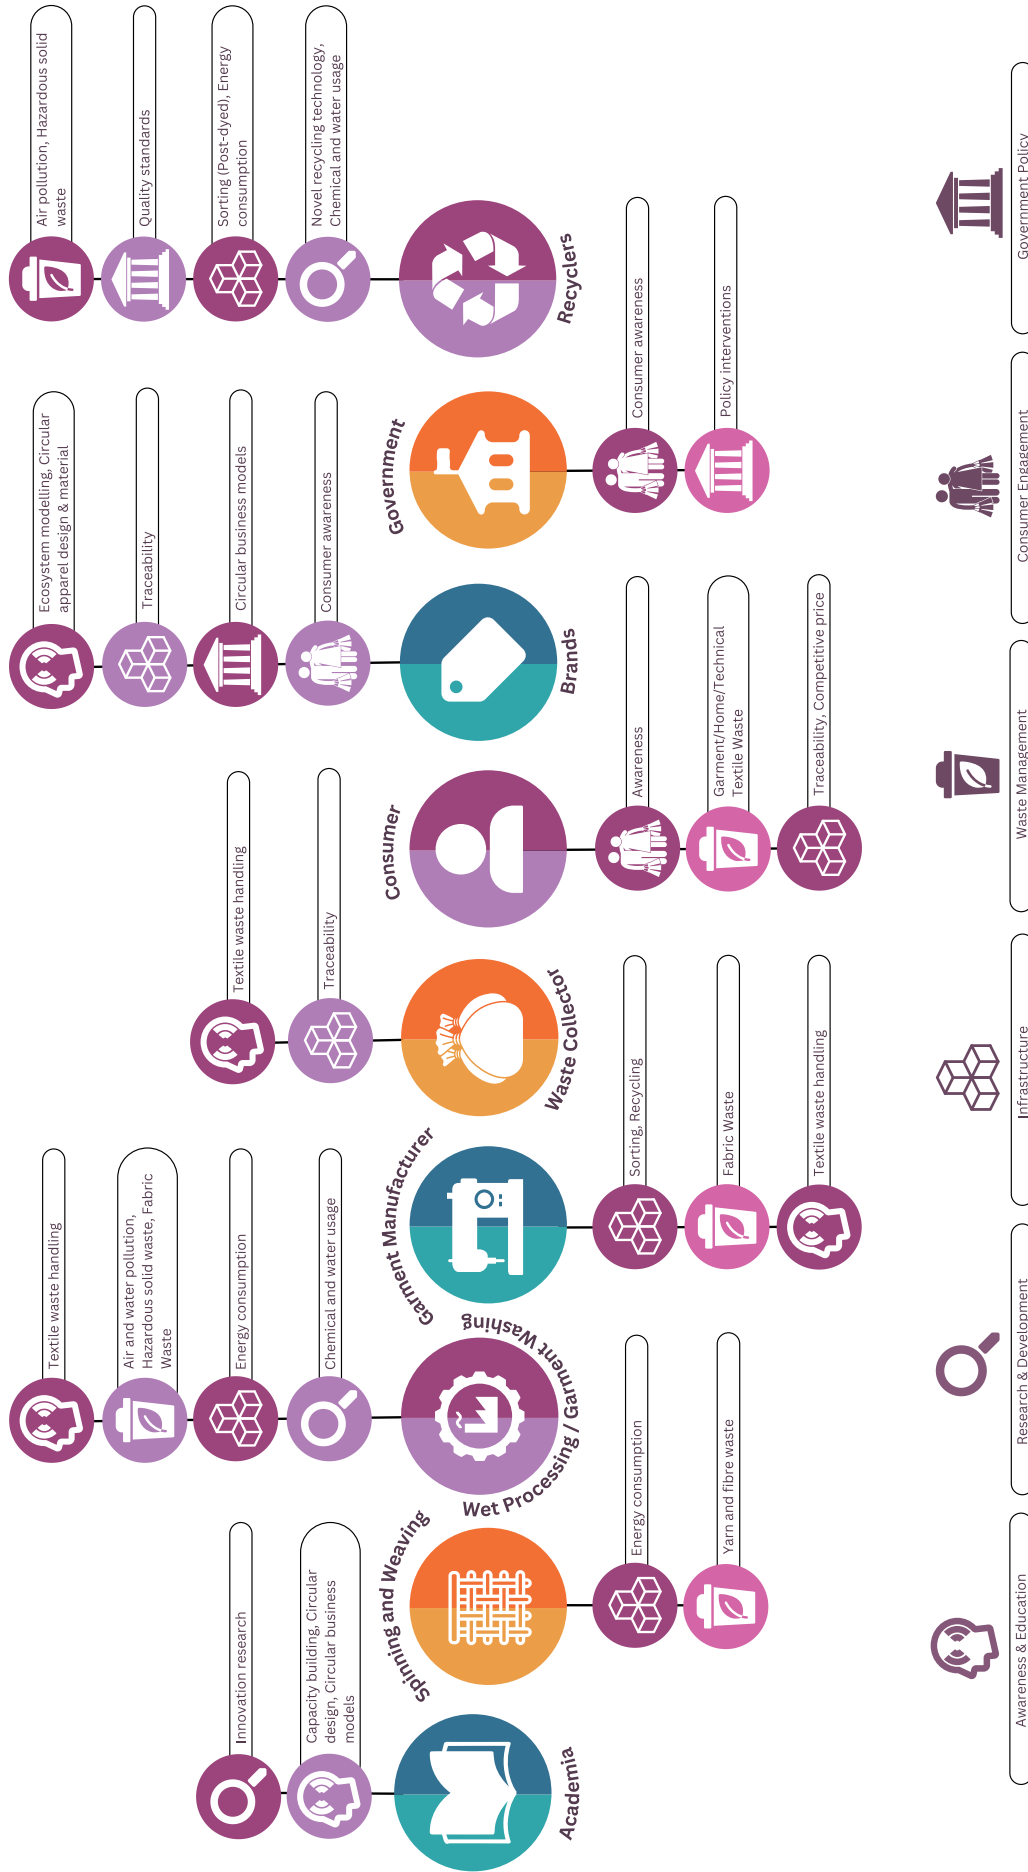 Innovation research
Capacity building, Circular
design, Circular business
models
Academia
Spinning and Weaving
Energy consumption
Yarn and fibre waste
Textile waste handling
Air and water pollution,
Hazardous solid waste, Fabric
Waste
Energy consumption
Chemical and water usage
Wet Processing / Garment Washing
Garment Manufacturer
Sorting, Recycling
Fabric Waste
Textile waste handling
Textile waste handling
Traceability
Waste Collector
Consumer
Awareness
Garment/Home/Technical
Textile Waste
Traceability, Competitive price
Ecosystem modelling, Circular
apparel design & material
Traceability
Circular business models
Consumer awareness
Brands
Government
Consumer awareness
Policy interventions
Air pollution, Hazardous solid
waste
Quality standards
Sorting (Post-dyed), Energy
consumption
Novel recycling technology,
Chemical and water usage
Recyclers
Awareness & Education
Research & Development
Infrastructure
Waste Management
Consumer Engagement
Government Policy